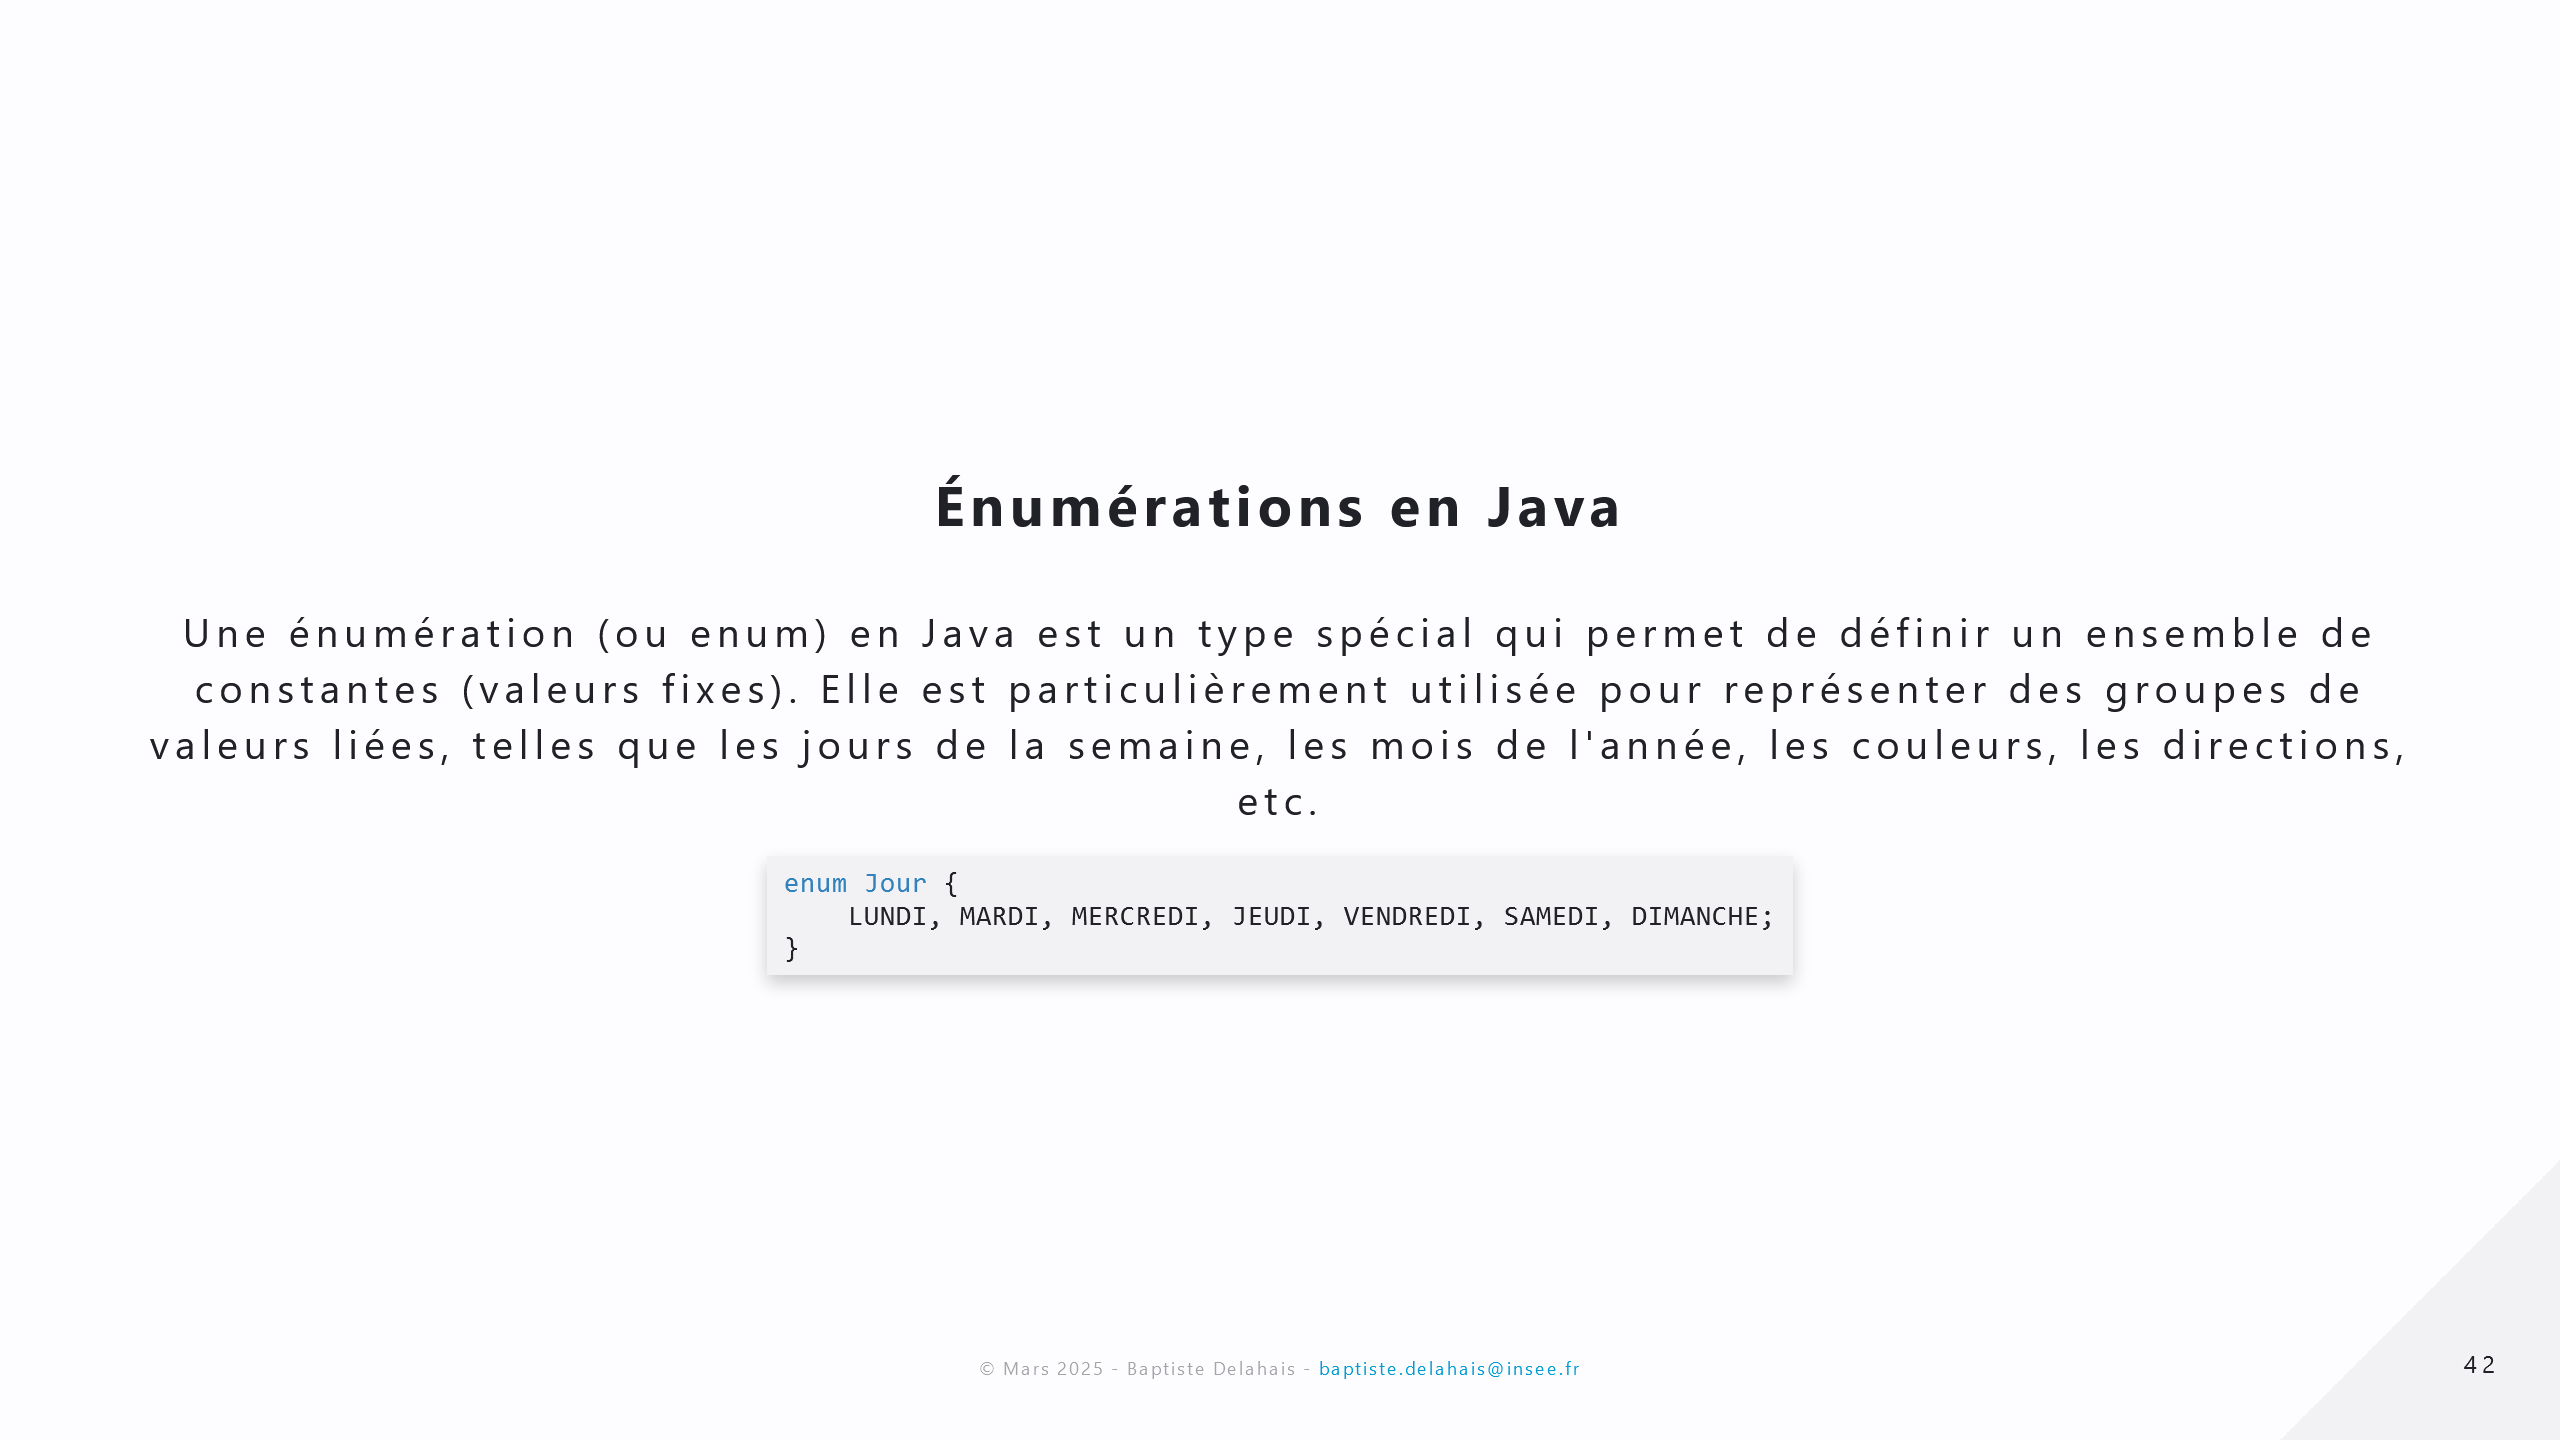 Énumérations en Java
Une énumération (ou enum) en Java est un type spécial qui permet de définir un ensemble de
constantes (valeurs fixes). Elle est particulièrement utilisée pour représenter des groupes de
valeurs liées, telles que les jours de la semaine, les mois de l'année, les couleurs, les directions,
etc.
enum Jour {
    LUNDI, MARDI, MERCREDI, JEUDI, VENDREDI, SAMEDI, DIMANCHE;
}
© Mars 2025 - Baptiste Delahais - baptiste.delahais@insee.fr
42